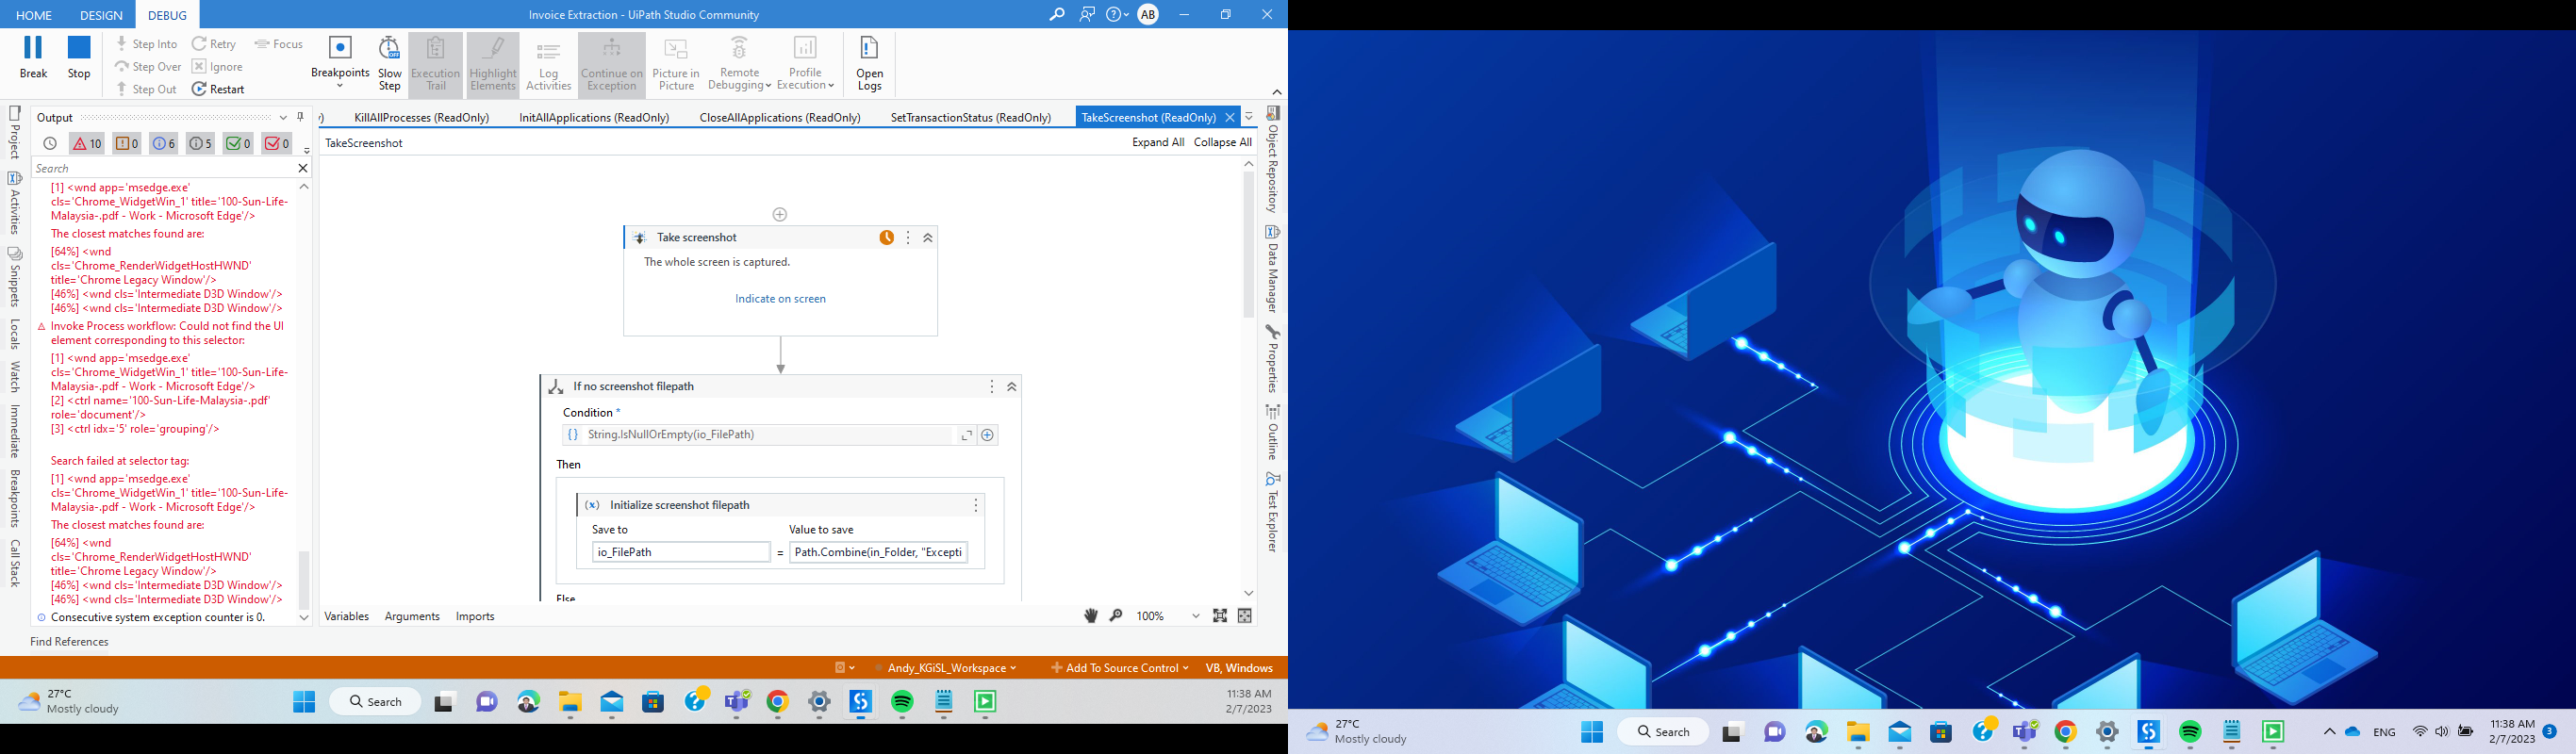 HOME DESIGN DEBUG Invoice Extraction - UiPath Studio Community AB
Break
Stop
Step Into
Step Over
Step Out
Retry
Ignore
Restart
Focus
Breakpoints
Slow
Step
Execution
Trail
Highlight
Elements
Log
Activities
Continue on
Exception
Picture in
Picture
Remote
Debugging
Profile
Execution
Open
Logs
Project
Activities
Snippets
Locals
Watch
Immediate
Breakpoints
Call Stack
Output
10 0 6 5 0 0
Search
[1] <wnd app='msedge.exe'
cls='Chrome_WidgetWin_1' title='100-Sun-Life-
Malaysia-.pdf - Work - Microsoft Edge'/>
The closest matches found are:
[64%] <wnd
cls='Chrome_RenderWidgetHostHWND'
title='Chrome Legacy Window'/>
[46%] <wnd cls='Intermediate D3D Window'/>
[46%] <wnd cls='Intermediate D3D Window'/>
Invoke Process workflow: Could not find the UI
element corresponding to this selector:
[1] <wnd app='msedge.exe'
cls='Chrome_WidgetWin_1' title='100-Sun-Life-
Malaysia-.pdf - Work - Microsoft Edge'/>
[2] <ctrl name='100-Sun-Life-Malaysia-.pdf'
role='document'/>
[3] <ctrl idx='5' role='grouping'/>
Search failed at selector tag:
[1] <wnd app='msedge.exe'
cls='Chrome_WidgetWin_1' title='100-Sun-Life-
Malaysia-.pdf - Work - Microsoft Edge'/>
The closest matches found are:
[64%] <wnd
cls='Chrome_RenderWidgetHostHWND'
title='Chrome Legacy Window'/>
[46%] <wnd cls='Intermediate D3D Window'/>
[46%] <wnd cls='Intermediate D3D Window'/>
Consecutive system exception counter is 0.
Find References
KillAllProcesses (ReadOnly) InitAllApplications (ReadOnly) CloseAllApplications (ReadOnly) SetTransactionStatus (ReadOnly) TakeScreenshot (ReadOnly)
TakeScreenshot Expand All Collapse All
Take screenshot
The whole screen is captured.
Indicate on screen
If no screenshot filepath
Condition *
String.IsNullOrEmpty(io_FilePath)
Then
Initialize screenshot filepath
Save to Value to save
io_FilePath = Path.Combine(in_Folder, "Excepti
Else
Variables Arguments Imports 100%
Object Repository
Data Manager
Properties
Outline
Test Explorer
Andy_KGiSL_Workspace Add To Source Control VB, Windows
27°C
Mostly cloudy
Search
11:38 AM
2/7/2023
27°C
Mostly cloudy
Search
ENG
11:38 AM
2/7/2023
3